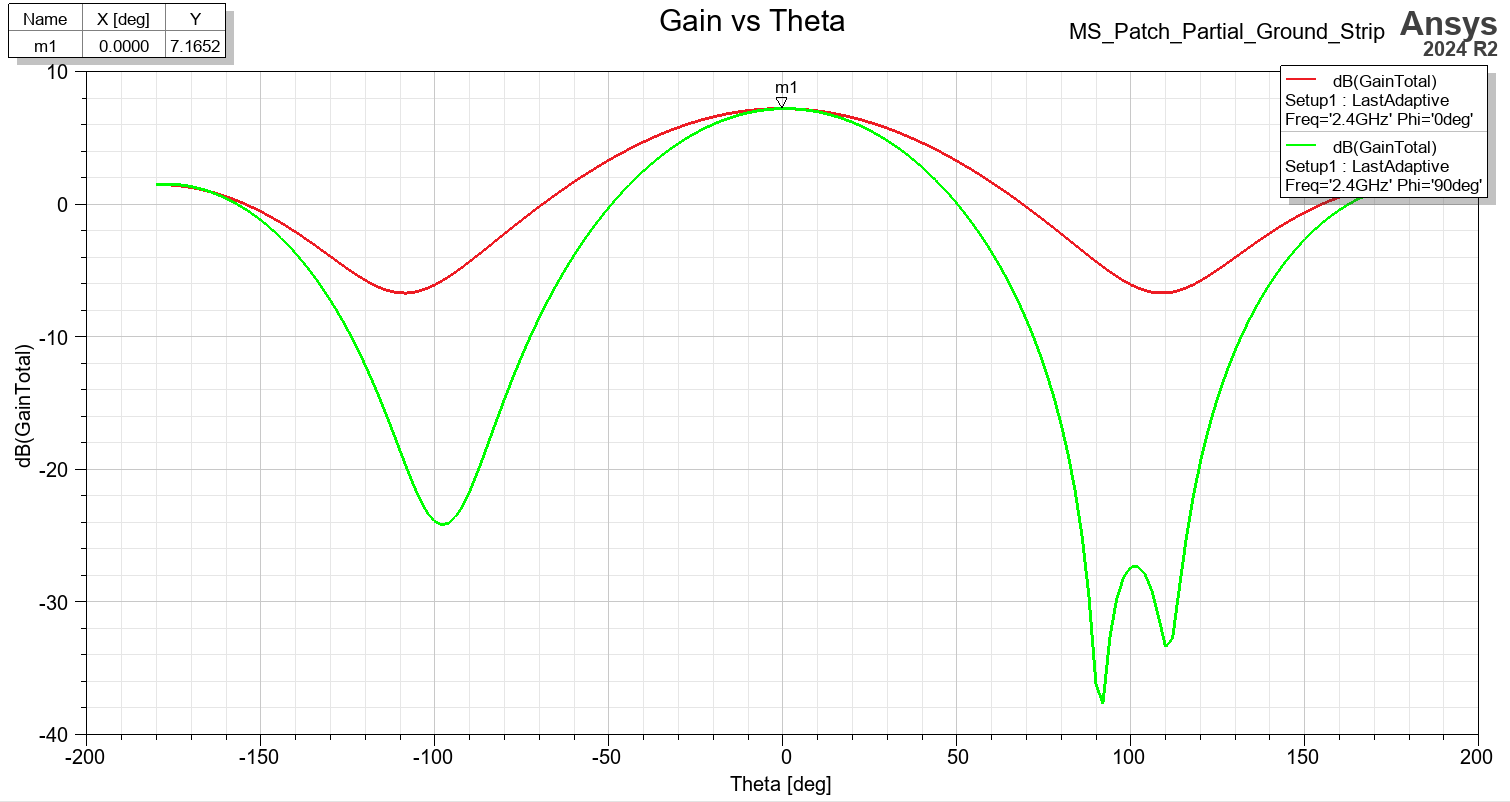 Gain vs Theta
Name X [deg] Y
m1 0.0000 7.1652
MS_Patch_Partial_Ground_Strip
Ansys
2024 R2
m1
dB(GainTotal)
Setup1 : LastAdaptive
Freq='2.4GHz' Phi='0deg'
dB(GainTotal)
Setup1 : LastAdaptive
Freq='2.4GHz' Phi='90deg'
10
0
-10
-20
-30
-40
dB(GainTotal)
-200 -150 -100 -50 0 50 100 150 200
Theta [deg]